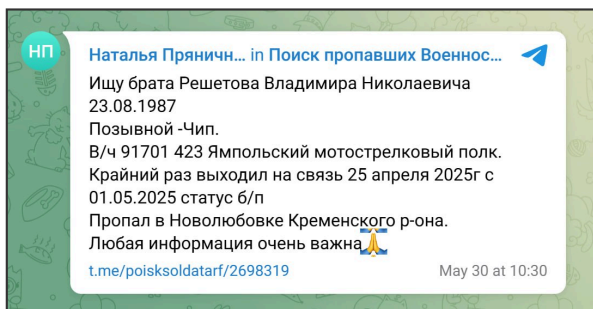 НП
Наталья Прянични... in Поиск пропавших Военнос...
Ищу брата Решетова Владимира Николаевича
23.08.1987
Позывной -Чип.
В/ч 91701 423 Ямпольский мотострелковый полк.
Крайний раз выходил на связь 25 апреля 2025г с
01.05.2025 статус б/п
Пропал в Новолюбовке Кременского р-она.
Любая информация очень важна🙏
t.me/poisksoldatarf/2698319 May 30 at 10:30